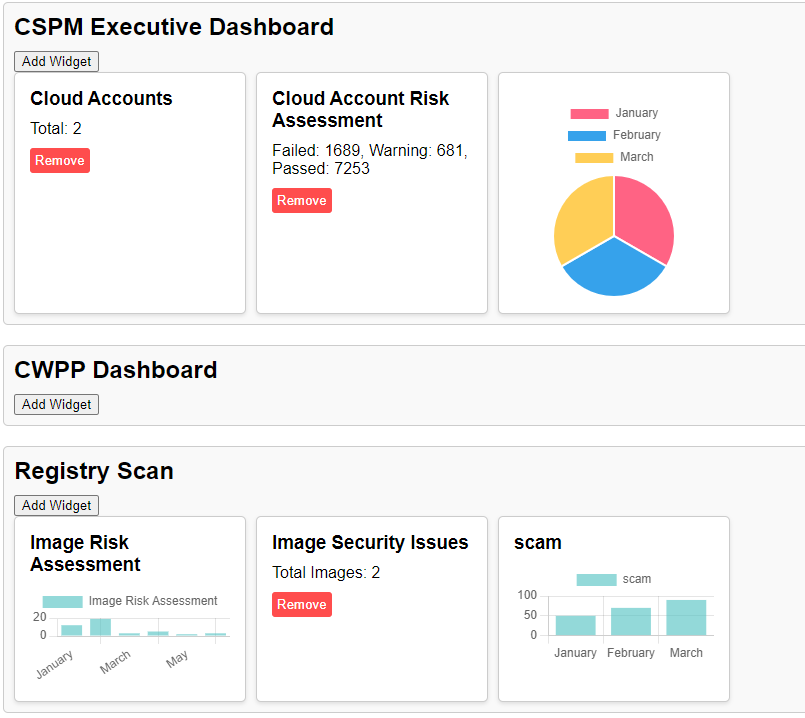 CSPM Executive Dashboard
Add Widget
Cloud Accounts
Total: 2
Remove
Cloud Account Risk
Assessment
Failed: 1689, Warning: 681,
Passed: 7253
Remove
January
February
March
CWPP Dashboard
Add Widget
Registry Scan
Add Widget
Image Risk
Assessment
Image Risk Assessment
20
0
January
March
May
Image Security Issues
Total Images: 2
Remove
scam
scam
100
50
0
January
February
March